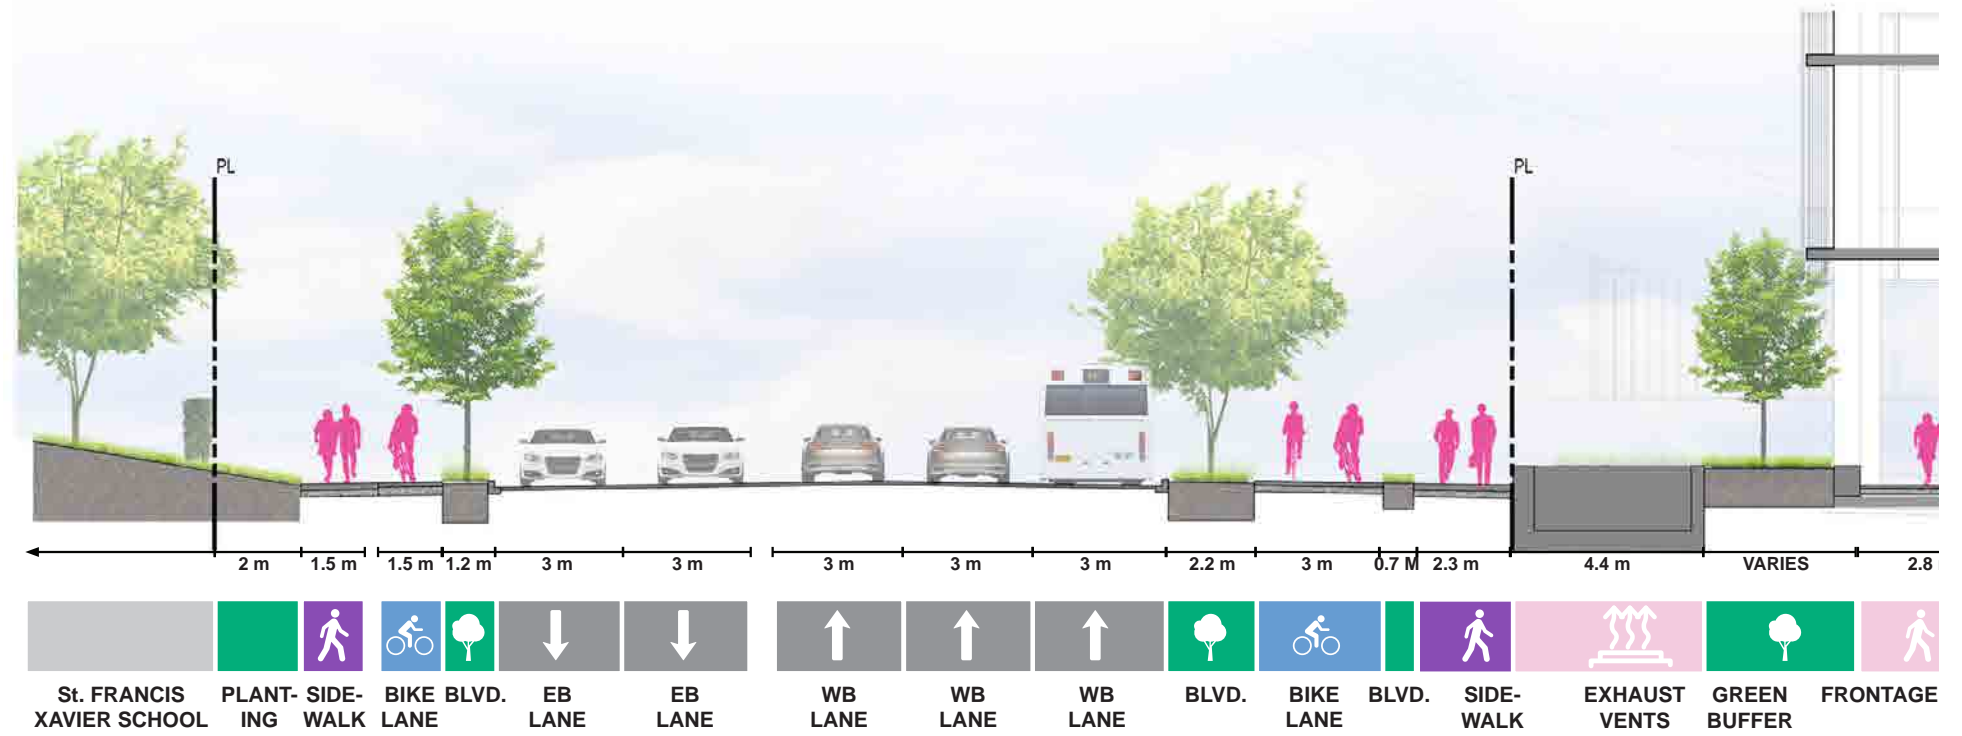 PL
PL
2 m 1.5 m 1.5 m 1.2 m 3 m 3 m 3 m 3 m 3 m 2.2 m 3 m 0.7 M 2.3 m 4.4 m VARIES 2.8
St. FRANCIS PLANT- SIDE- BIKE BLVD. EB EB WB WB WB BLVD. BIKE BLVD. SIDE- EXHAUST GREEN FRONTAGE
XAVIER SCHOOL ING WALK LANE LANE LANE LANE LANE LANE LANE WALK VENTS BUFFER